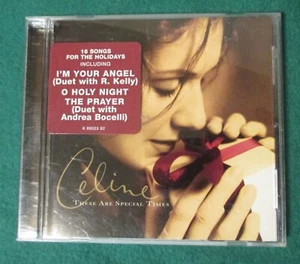 16 SONGS
FOR THE HOLIDAYS
INCLUDING
I'M YOUR ANGEL
(Duet with R. Kelly)
O HOLY NIGHT
THE PRAYER
(Duet with
Andrea Bocelli)
Celine
THESE ARE SPECIAL TIMES